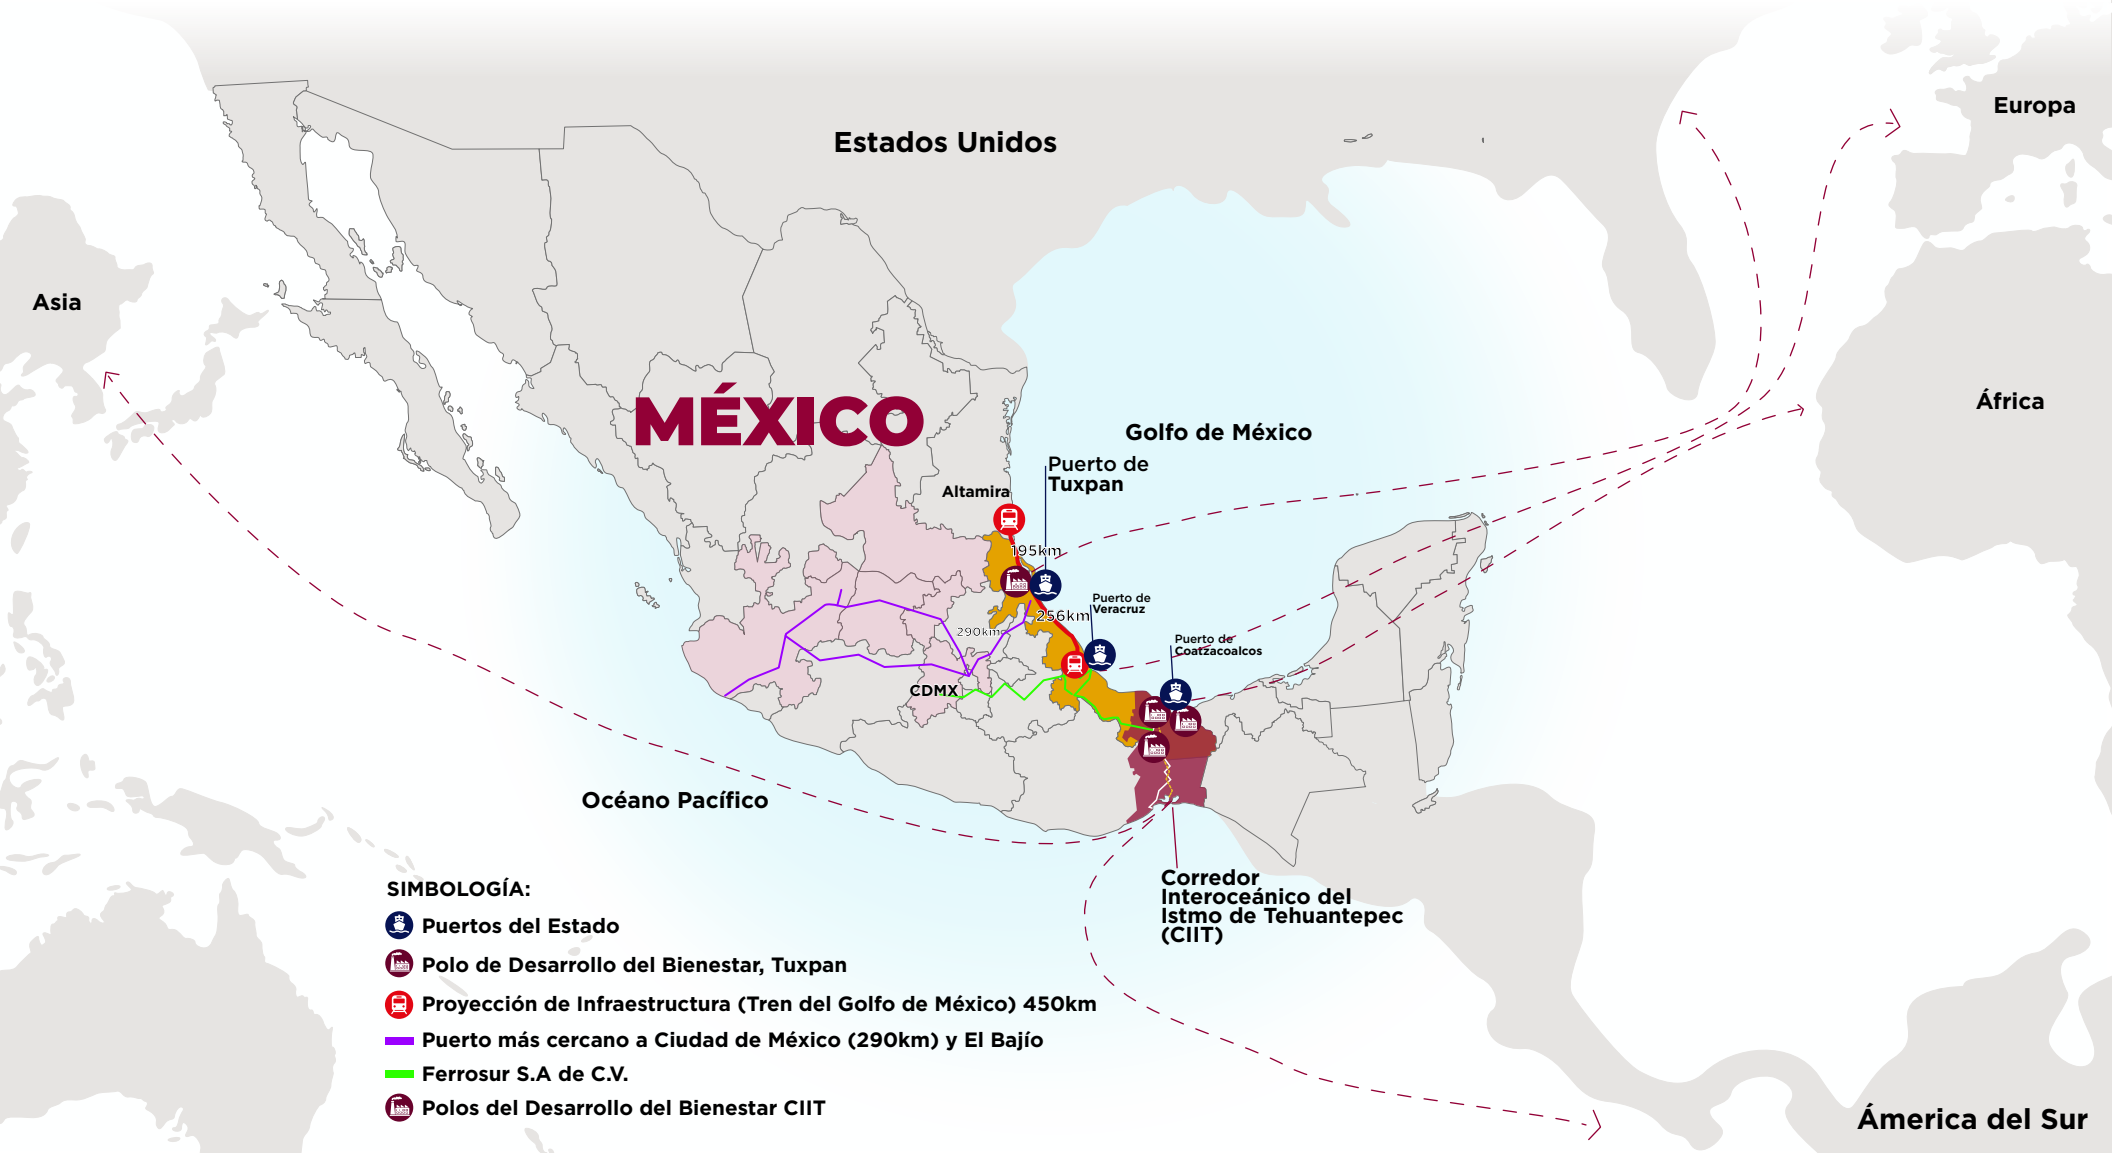 Estados Unidos
Europa
Asia
África
MÉXICO
Golfo de México
Puerto de
Tuxpan
Altamira
195km
Puerto de
Veracruz
256km
290km
Puerto de
Coatzacoalcos
CDMX
Océano Pacífico
Corredor
Interoceánico del
Istmo de Tehuantepec
(CIIT)
SIMBOLOGÍA:
Puertos del Estado
Polo de Desarrollo del Bienestar, Tuxpan
Proyección de Infraestructura (Tren del Golfo de México) 450km
Puerto más cercano a Ciudad de México (290km) y El Bajío
Ferrosur S.A de C.V.
Polos del Desarrollo del Bienestar CIIT
Ámerica del Sur